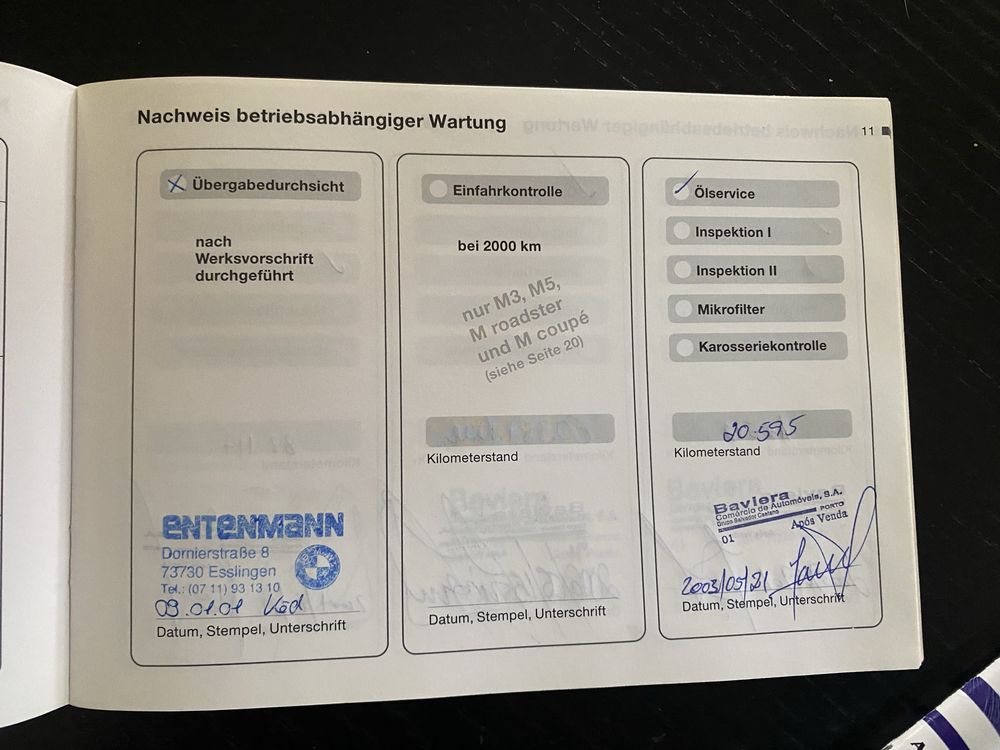 Nachweis betriebsabhängiger Wartung
11
Übergabedurchsicht
nach
Werksvorschrift
durchgeführt
ENTENMANN
Dornierstraße 8
73730 Esslingen
Tel.: (07 11) 93 13 10
09.01.01
Datum, Stempel, Unterschrift
Einfahrkontrolle
bei 2000 km
nur M3, M5,
M roadster
und M coupé
(siehe Seite 20)
Kilometerstand
Datum, Stempel, Unterschrift
Ölservice
Inspektion I
Inspektion II
Mikrofilter
Karosseriekontrolle
20.595
Kilometerstand
Baviera
Comércio de Automóveis, S.A.
Grupo Salvador Caetano
PORTO
01 Após Venda
2003/05/21
Datum, Stempel, Unterschrift